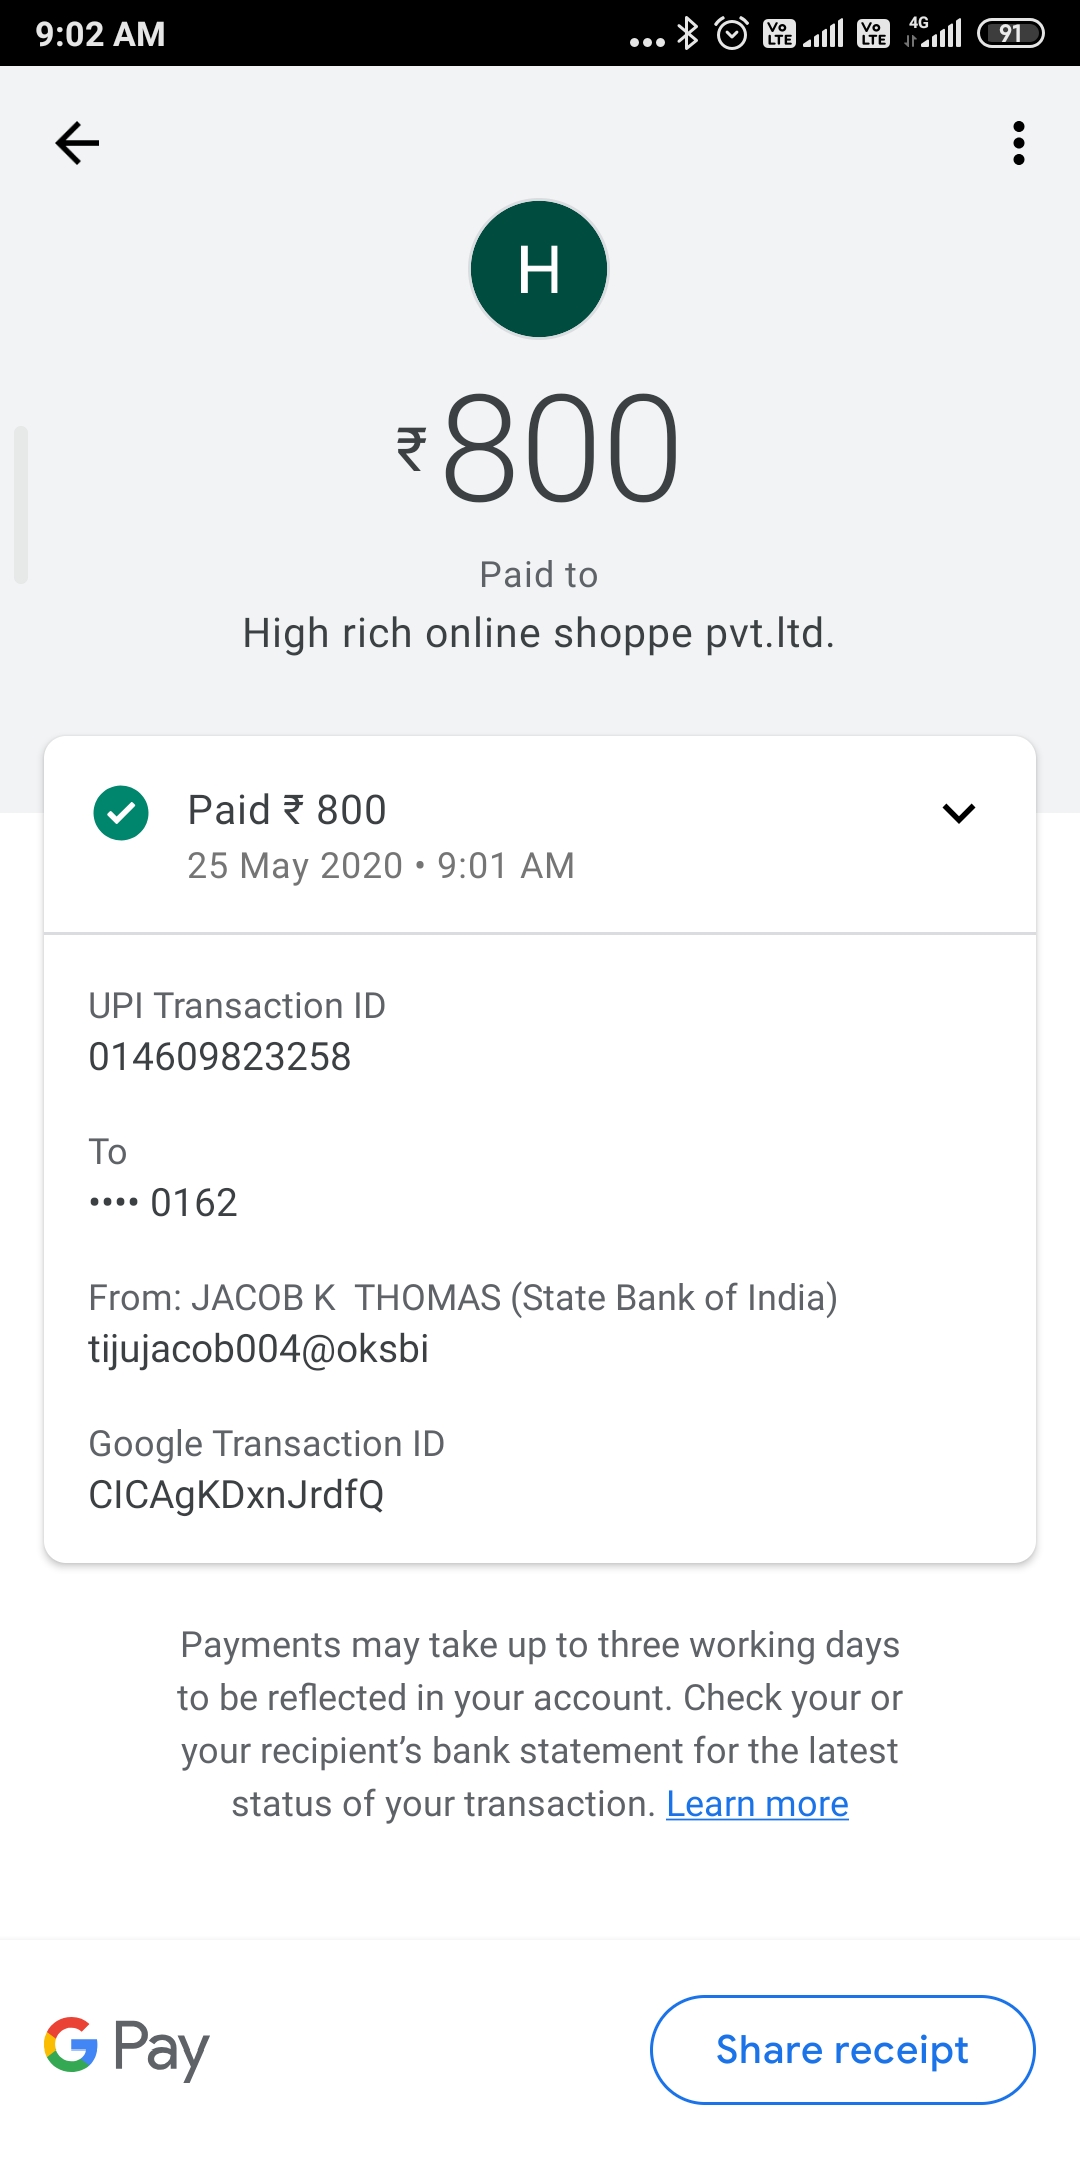 9:02 AM
Vo LTE
Vo LTE
4G
91
H
₹800
Paid to
High rich online shoppe pvt.ltd.
Paid ₹ 800
25 May 2020 • 9:01 AM
UPI Transaction ID
014609823258
To
•••• 0162
From: JACOB K  THOMAS (State Bank of India)
tijujacob004@oksbi
Google Transaction ID
CICAgKDxnJrdfQ
Payments may take up to three working days
to be reflected in your account. Check your or
your recipient’s bank statement for the latest
status of your transaction. Learn more
G Pay
Share receipt